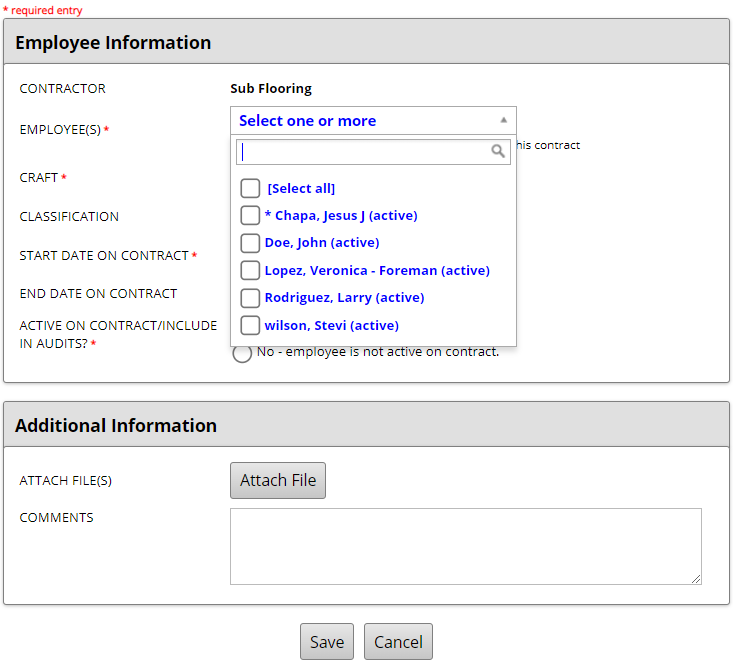 * required entry
Employee Information
CONTRACTOR Sub Flooring
EMPLOYEE(S) * Select one or more
his contract
[Select all]
* Chapa, Jesus J (active)
Doe, John (active)
Lopez, Veronica - Foreman (active)
Rodriguez, Larry (active)
wilson, Stevi (active)
CRAFT *
CLASSIFICATION
START DATE ON CONTRACT *
END DATE ON CONTRACT
ACTIVE ON CONTRACT/INCLUDE
IN AUDITS? *
No - employee is not active on contract.
Additional Information
ATTACH FILE(S) Attach File
COMMENTS
Save Cancel